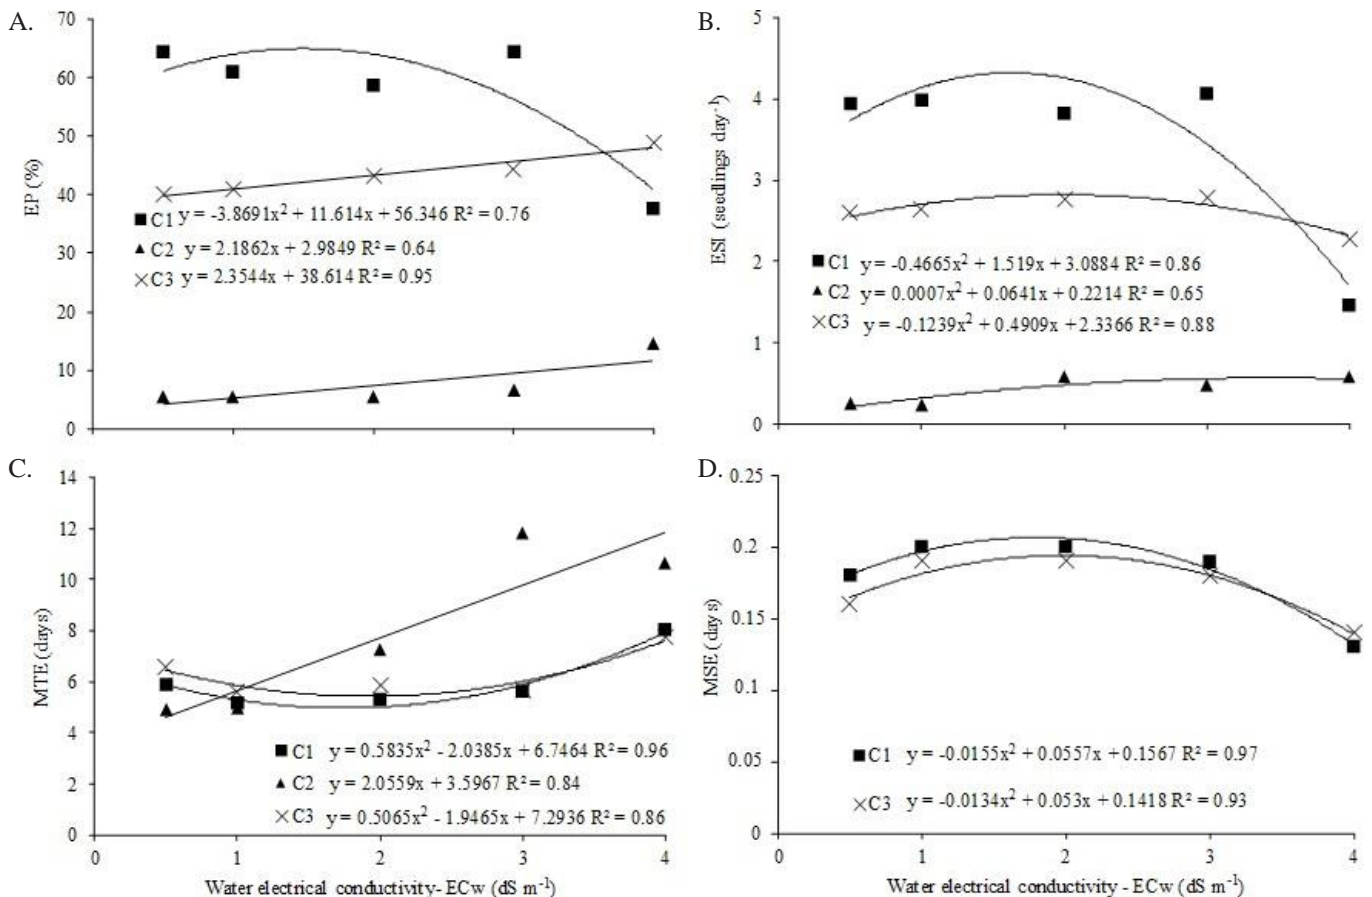 A.
70
60
50
40
30
20
10
0
EP (%)
C1 y = -3.8691x² + 11.614x + 56.346 R² = 0.76
C2 y = 2.1862x + 2.9849 R² = 0.64
C3 y = 2.3544x + 38.614 R² = 0.95
B.
5
4
3
2
1
0
ESI (seedlings day⁻¹)
C1 y = -0.4665x² + 1.519x + 3.0884 R² = 0.86
C2 y = 0.0007x² + 0.0641x + 0.2214 R² = 0.65
C3 y = -0.1239x² + 0.4909x + 2.3366 R² = 0.88
C.
14
12
10
8
6
4
2
0
MTE (days)
C1 y = 0.5835x² - 2.0385x + 6.7464 R² = 0.96
C2 y = 2.0559x + 3.5967 R² = 0.84
C3 y = 0.5065x² - 1.9465x + 7.2936 R² = 0.86
0 1 2 3 4
Water electrical conductivity- ECw (dS m⁻¹)
D.
0.25
0.2
0.15
0.1
0.05
0
MSE (days)
C1 y = -0.0155x² + 0.0557x + 0.1567 R² = 0.97
C3 y = -0.0134x² + 0.053x + 0.1418 R² = 0.93
0 1 2 3 4
Water electrical conductivity - ECw (dS m⁻¹)